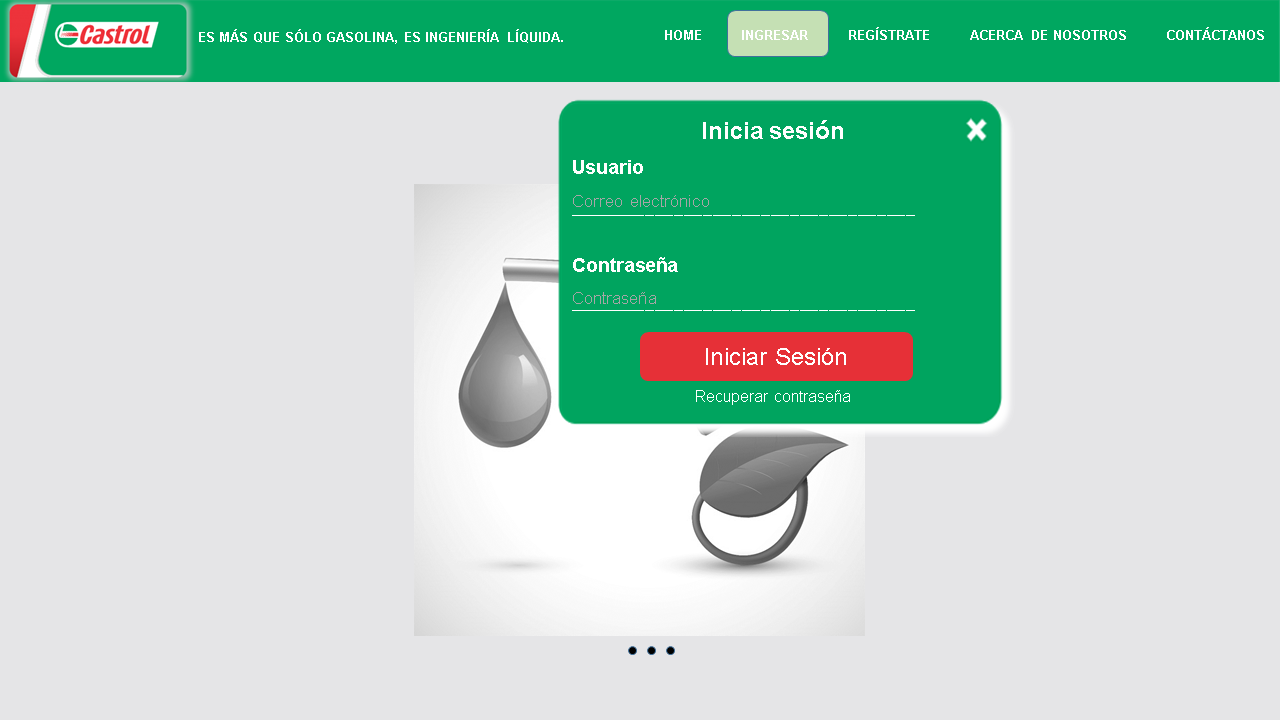 Castrol
ES MÁS QUE SÓLO GASOLINA, ES INGENIERÍA LÍQUIDA.
HOME
INGRESAR
REGÍSTRATE
ACERCA DE NOSOTROS
CONTÁCTANOS
Inicia sesión
Usuario
Correo electrónico
Contraseña
Contraseña
Iniciar Sesión
Recuperar contraseña